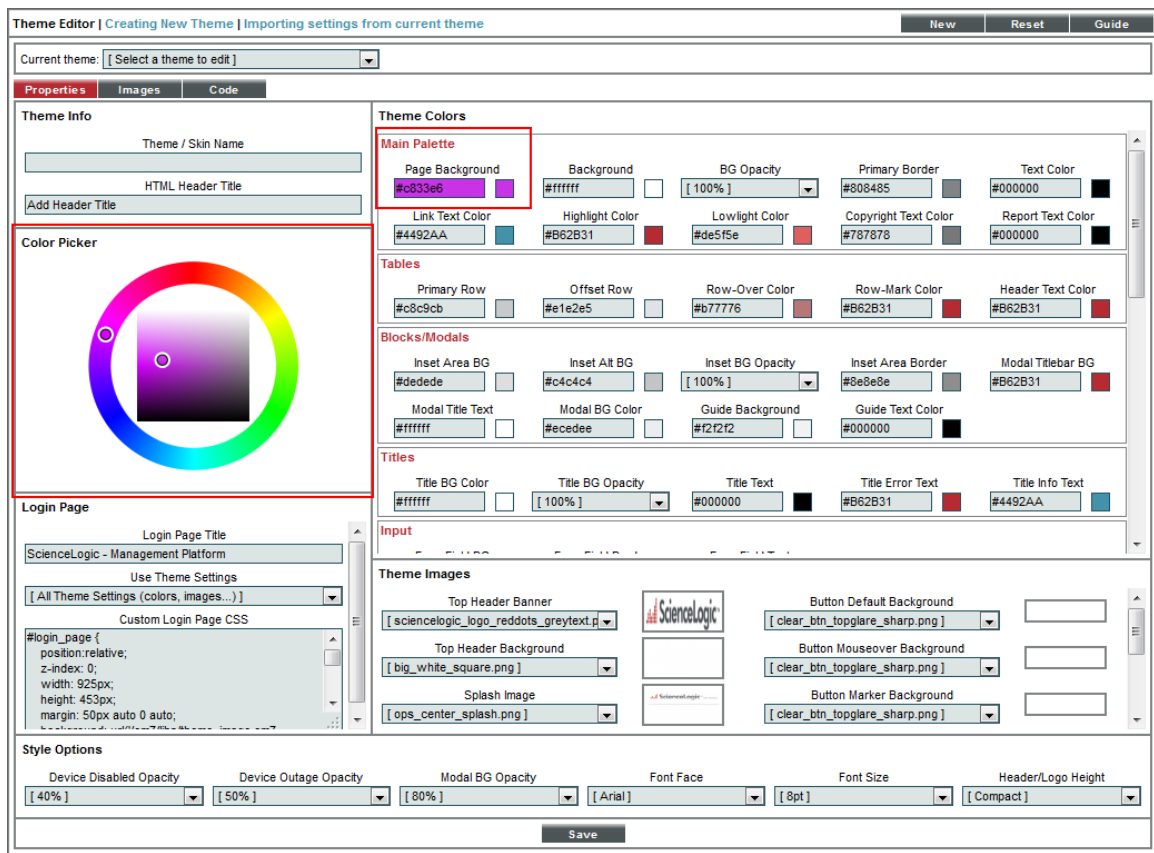 Theme Editor | Creating New Theme | Importing settings from current theme
New Reset Guide
Current theme: [ Select a theme to edit ]
Properties Images Code
Theme Info
Theme / Skin Name
HTML Header Title
Add Header Title
Color Picker
Login Page
Login Page Title
ScienceLogic - Management Platform
Use Theme Settings
[ All Theme Settings (colors, images...) ]
Custom Login Page CSS
#login_page {
position:relative;
z-index: 0;
width: 925px;
height: 453px;
margin: 50px auto 0 auto;
Theme Colors
Main Palette
Page Background Background BG Opacity Primary Border Text Color
#c833e6 #ffffff [ 100% ] #808485 #000000
Link Text Color Highlight Color Lowlight Color Copyright Text Color Report Text Color
#4492AA #B62B31 #de5f5e #787878 #000000
Tables
Primary Row Offset Row Row-Over Color Row-Mark Color Header Text Color
#c8c9cb #e1e2e5 #b77776 #B62B31 #B62B31
Blocks/Modals
Inset Area BG Inset Alt BG Inset BG Opacity Inset Area Border Modal Titlebar BG
#dedede #c4c4c4 [ 100% ] #8e8e8e #B62B31
Modal Title Text Modal BG Color Guide Background Guide Text Color
#ffffff #ecedee #f2f2f2 #000000
Titles
Title BG Color Title BG Opacity Title Text Title Error Text Title Info Text
#ffffff [ 100% ] #000000 #B62B31 #4492AA
Input
Theme Images
Top Header Banner Button Default Background
[ sciencelogic_logo_reddots_greytext.p ScienceLogic [ clear_btn_topglare_sharp.png ]
Top Header Background Button Mouseover Background
[ big_white_square.png ] [ clear_btn_topglare_sharp.png ]
Splash Image Button Marker Background
[ ops_center_splash.png ] ScienceLogic [ clear_btn_topglare_sharp.png ]
Style Options
Device Disabled Opacity Device Outage Opacity Modal BG Opacity Font Face Font Size Header/Logo Height
[ 40% ] [ 50% ] [ 80% ] [ Arial ] [ 8pt ] [ Compact ]
Save